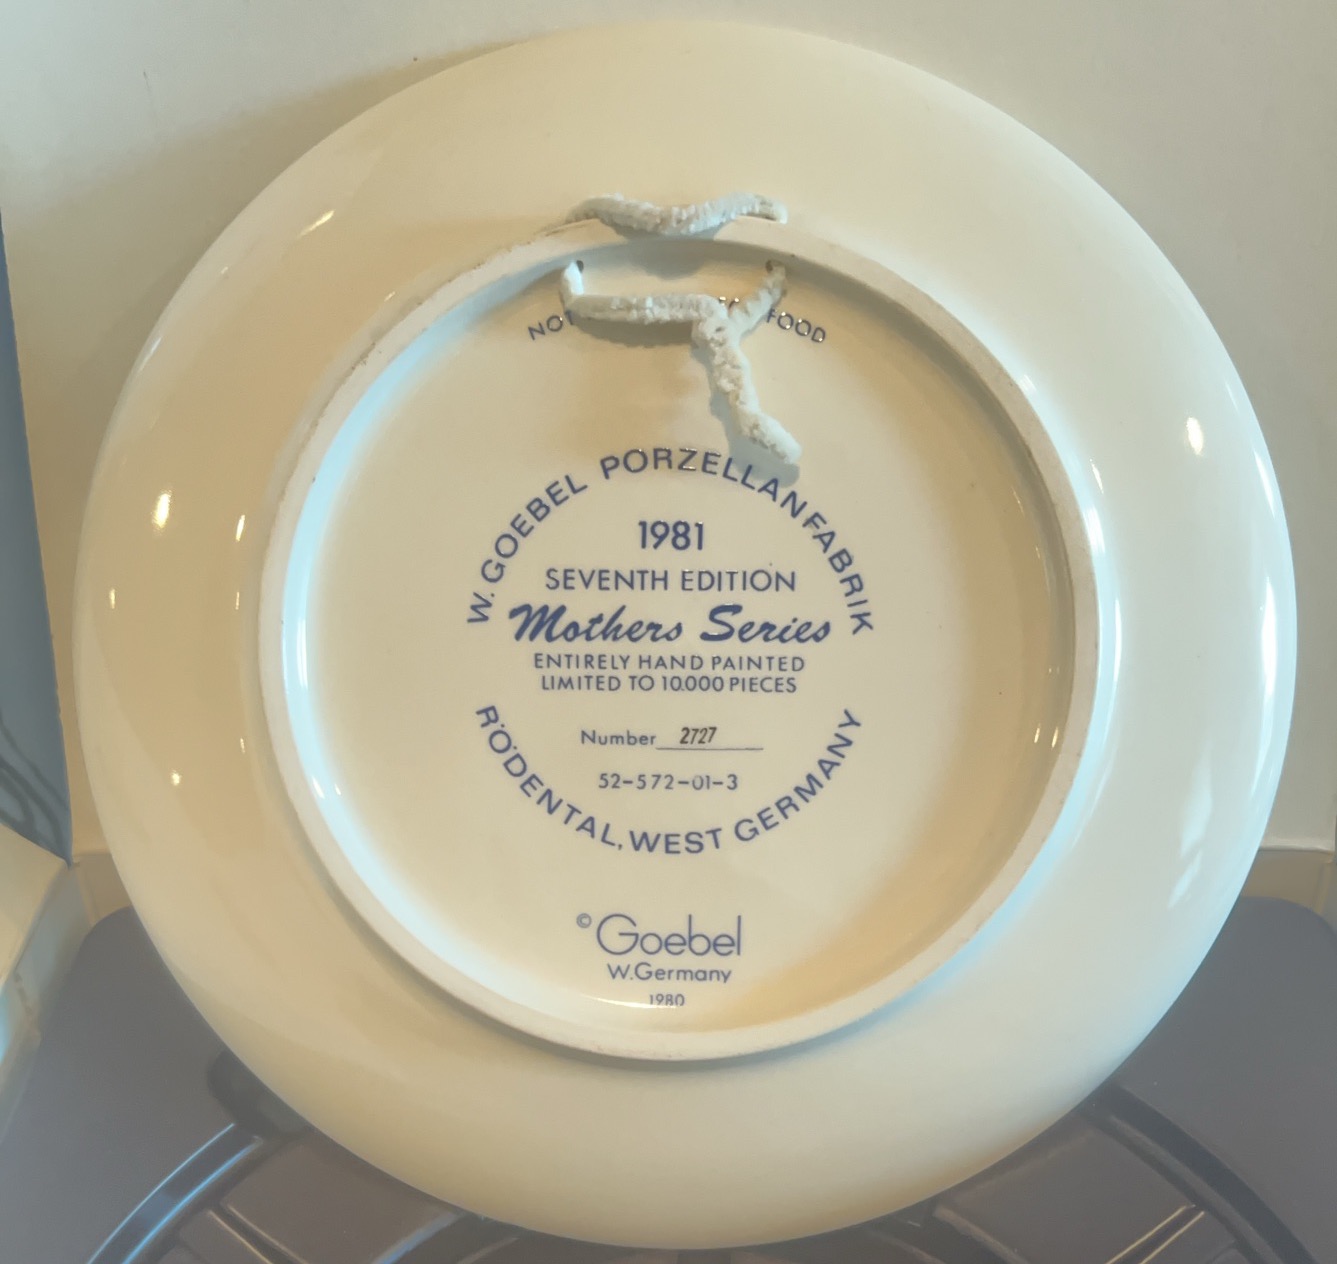 NOT FOOD
W. GOEBEL PORZELLANFABRIK
1981
SEVENTH EDITION
Mothers Series
ENTIRELY HAND PAINTED
LIMITED TO 10.000 PIECES
Number 2727
52-572-01-3
RÖDENTAL, WEST GERMANY
© Goebel
W.Germany
1980